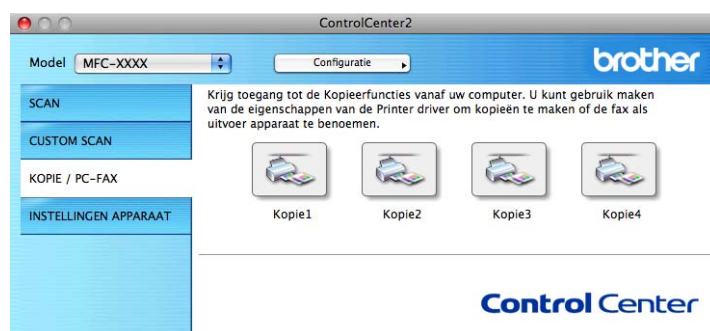 ControlCenter2
Model MFC-XXXX Configuratie brother
SCAN
CUSTOM SCAN
KOPIE / PC-FAX
INSTELLINGEN APPARAAT
Krijg toegang tot de Kopieerfuncties vanaf uw computer. U kunt gebruik maken
van de eigenschappen van de Printer driver om kopieën te maken of de fax als
uitvoer apparaat te benoemen.
Kopie1 Kopie2 Kopie3 Kopie4
Control Center